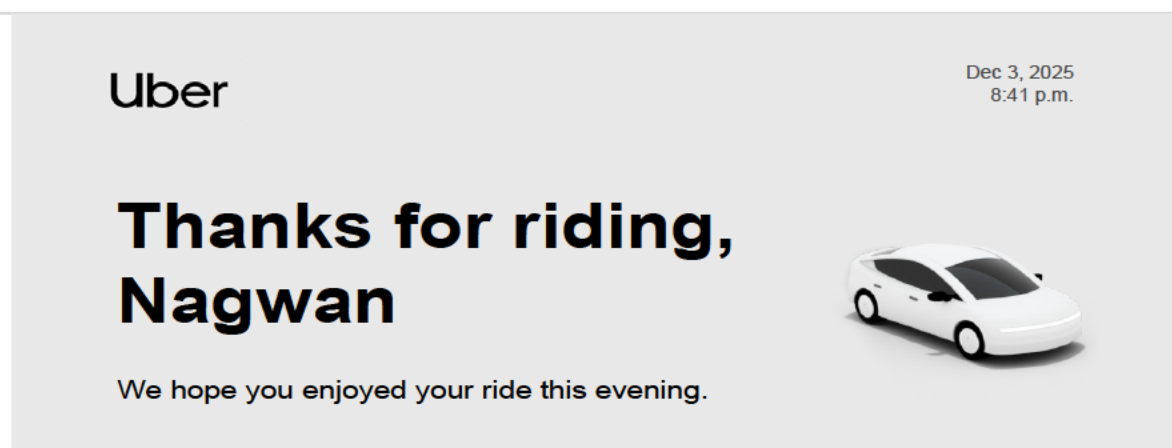 Uber
Dec 3, 2025
8:41 p.m.
Thanks for riding,
Nagwan
We hope you enjoyed your ride this evening.